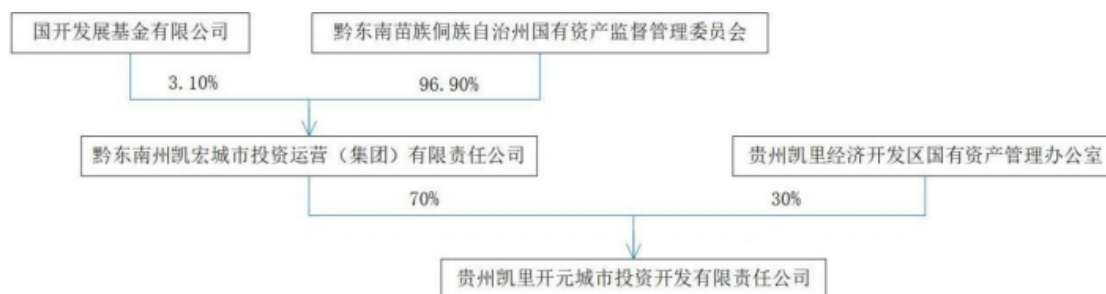 国开发展基金有限公司
黔东南苗族侗族自治州国有资产监督管理委员会
3.10%
96.90%
黔东南州凯宏城市投资运营（集团）有限责任公司
贵州凯里经济开发区国有资产管理办公室
70%
30%
贵州凯里开元城市投资开发有限责任公司